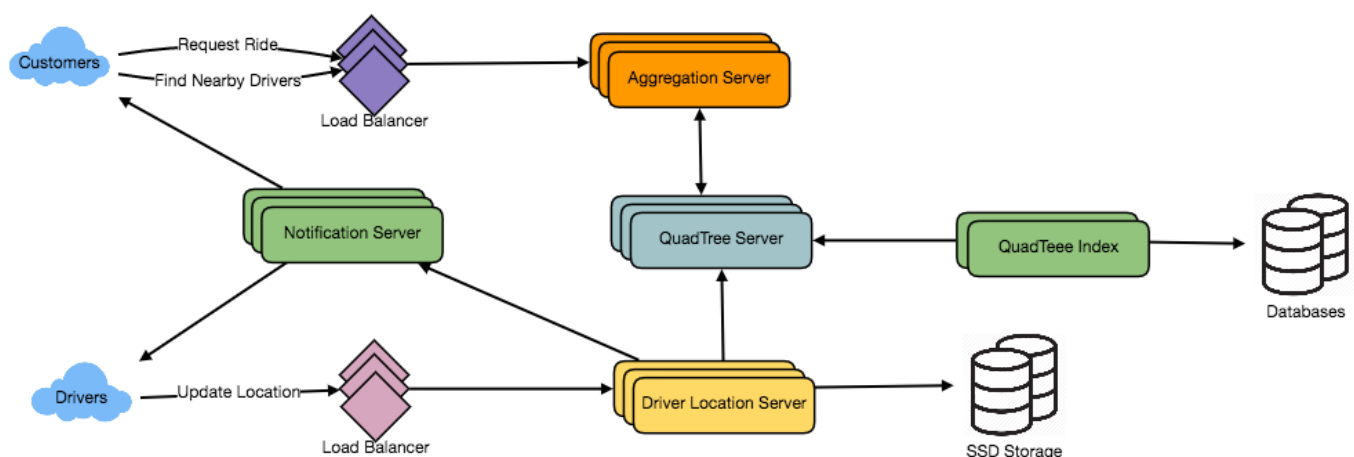 Customers
Request Ride
Find Nearby Drivers
Load Balancer
Aggregation Server
Notification Server
QuadTree Server
QuadTeee Index
Databases
Drivers
Update Location
Load Balancer
Driver Location Server
SSD Storage